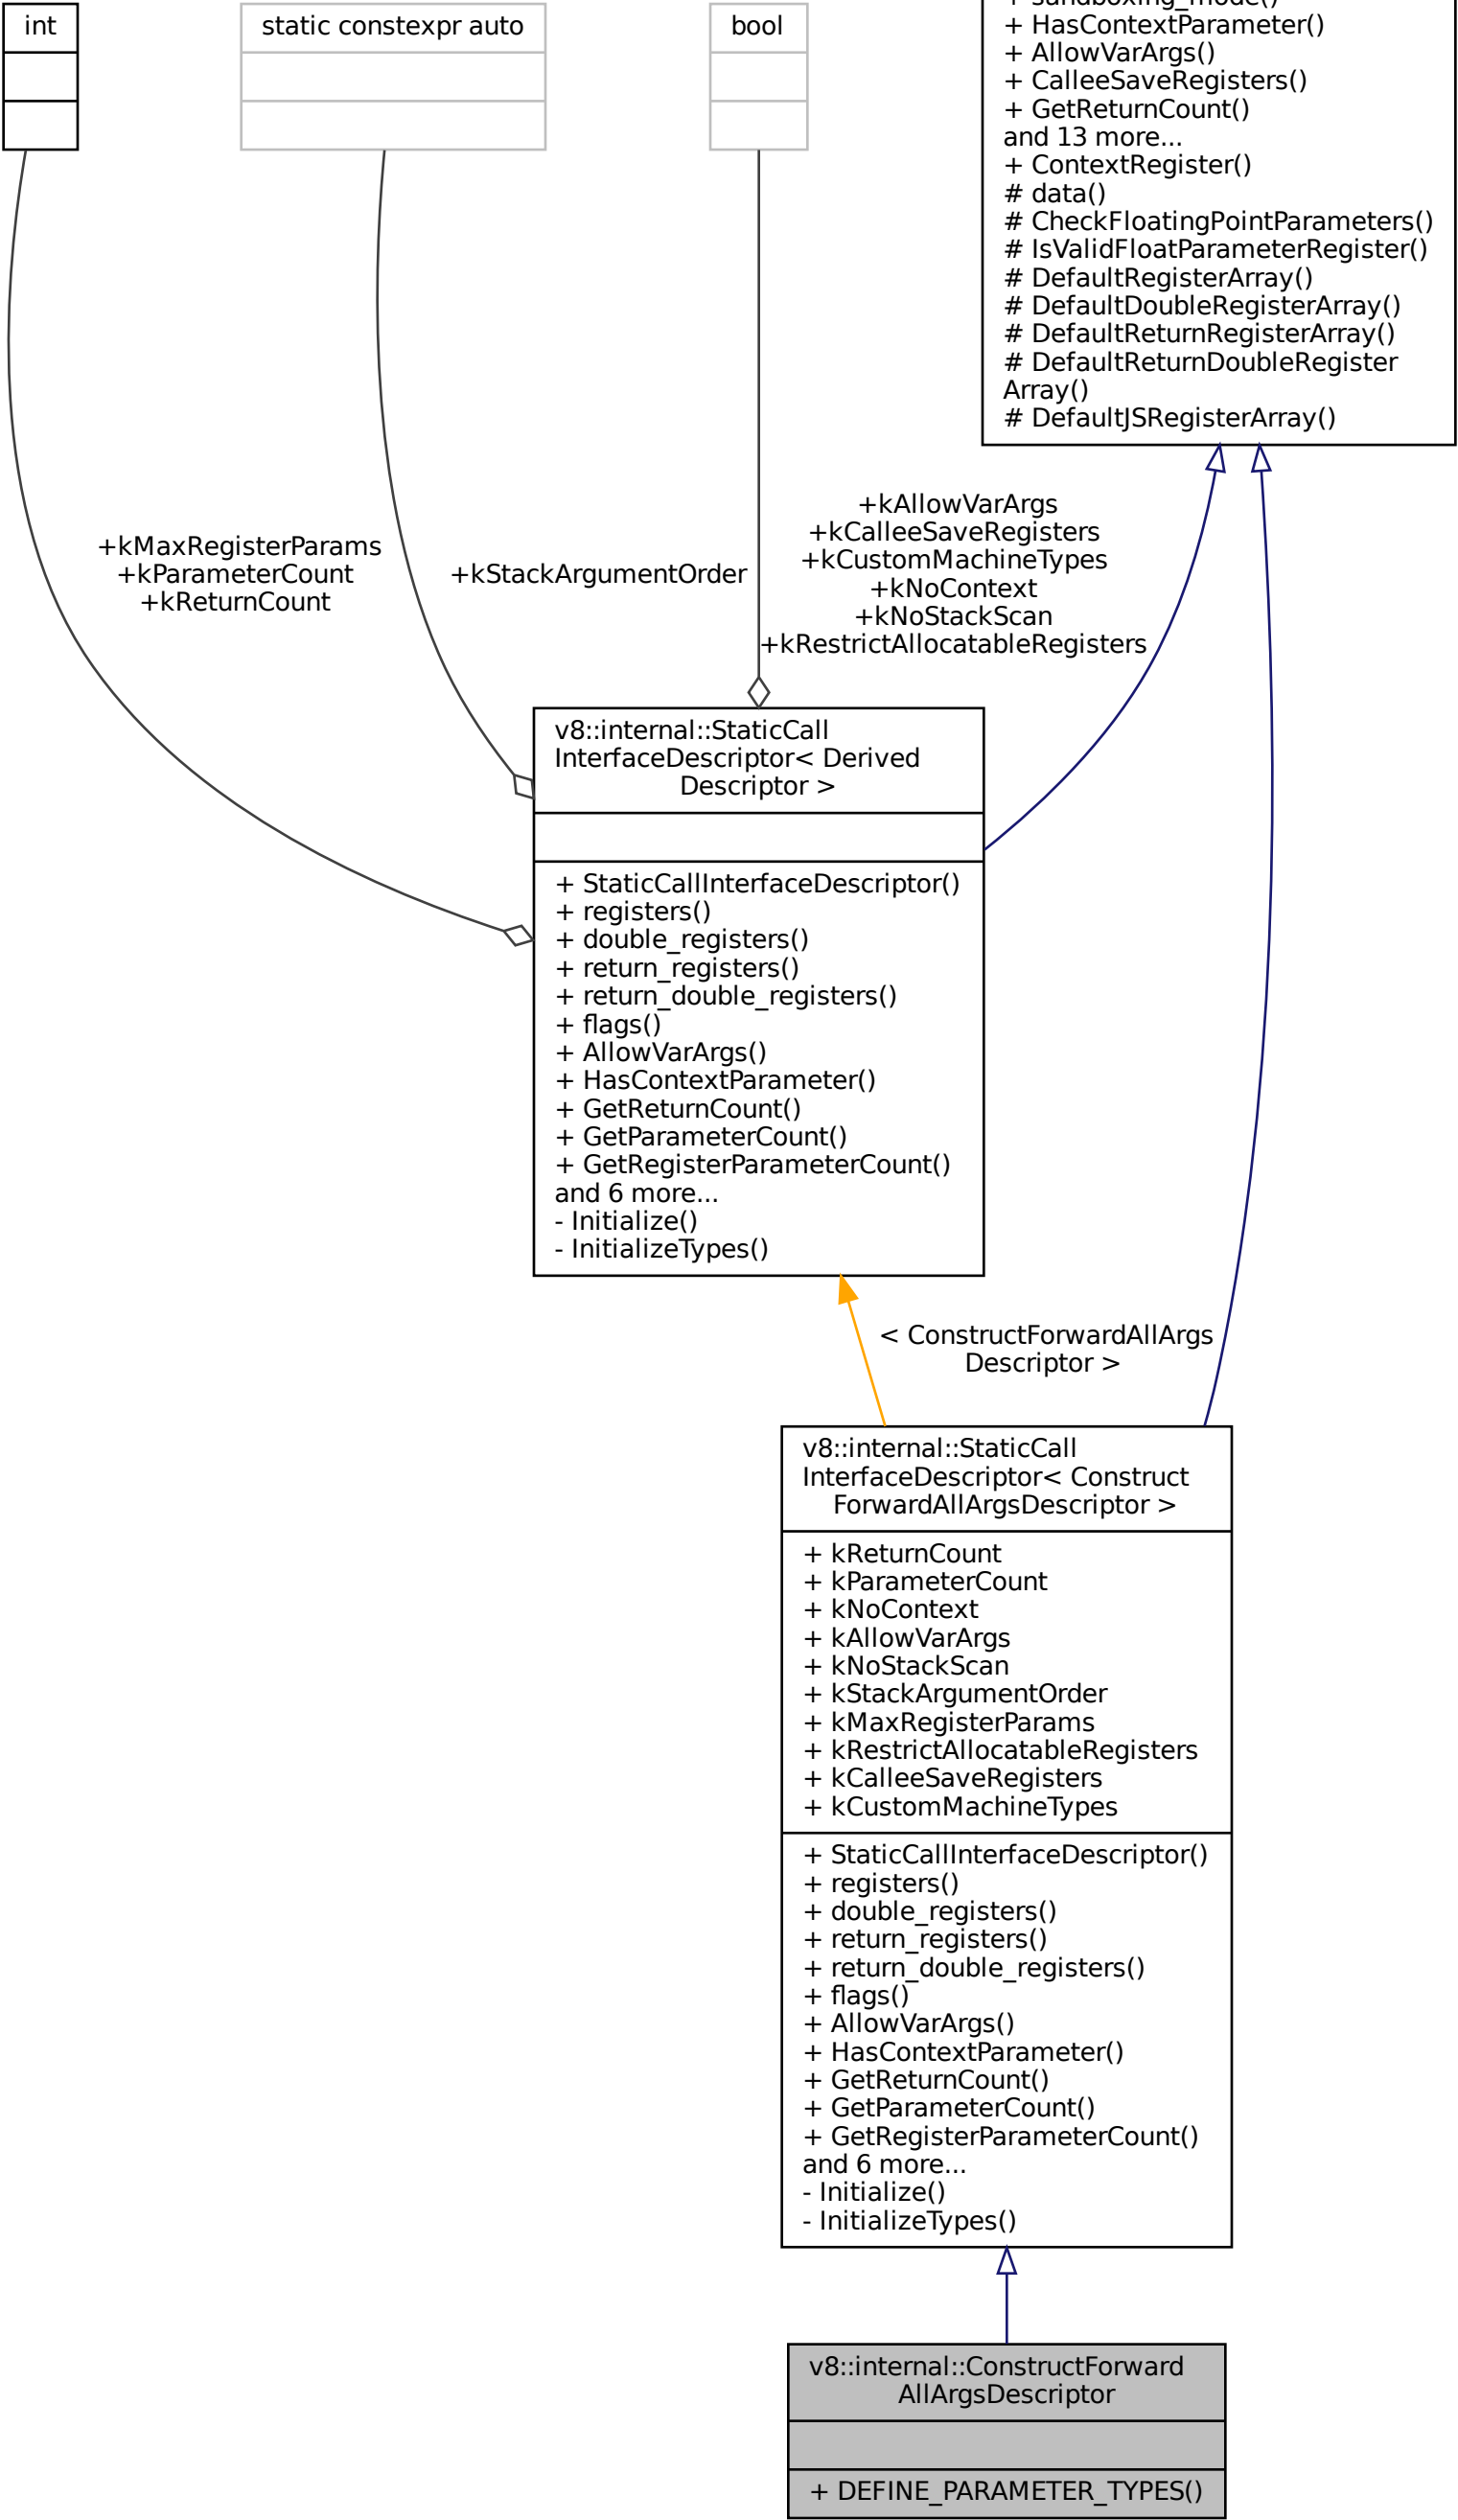 int
static constexpr auto
bool
+ sandboxing_mode()
+ HasContextParameter()
+ AllowVarArgs()
+ CalleeSaveRegisters()
+ GetReturnCount()
and 13 more...
+ ContextRegister()
# data()
# CheckFloatingPointParameters()
# IsValidFloatParameterRegister()
# DefaultRegisterArray()
# DefaultDoubleRegisterArray()
# DefaultReturnRegisterArray()
# DefaultReturnDoubleRegister
Array()
# DefaultJSRegisterArray()
+kMaxRegisterParams
+kParameterCount
+kReturnCount
+kStackArgumentOrder
+kAllowVarArgs
+kCalleeSaveRegisters
+kCustomMachineTypes
+kNoContext
+kNoStackScan
+kRestrictAllocatableRegisters
v8::internal::StaticCall
InterfaceDescriptor< Derived
Descriptor >
+ StaticCallInterfaceDescriptor()
+ registers()
+ double_registers()
+ return_registers()
+ return_double_registers()
+ flags()
+ AllowVarArgs()
+ HasContextParameter()
+ GetReturnCount()
+ GetParameterCount()
+ GetRegisterParameterCount()
and 6 more...
- Initialize()
- InitializeTypes()
< ConstructForwardAllArgs
Descriptor >
v8::internal::StaticCall
InterfaceDescriptor< Construct
ForwardAllArgsDescriptor >
+ kReturnCount
+ kParameterCount
+ kNoContext
+ kAllowVarArgs
+ kNoStackScan
+ kStackArgumentOrder
+ kMaxRegisterParams
+ kRestrictAllocatableRegisters
+ kCalleeSaveRegisters
+ kCustomMachineTypes
+ StaticCallInterfaceDescriptor()
+ registers()
+ double_registers()
+ return_registers()
+ return_double_registers()
+ flags()
+ AllowVarArgs()
+ HasContextParameter()
+ GetReturnCount()
+ GetParameterCount()
+ GetRegisterParameterCount()
and 6 more...
- Initialize()
- InitializeTypes()
v8::internal::ConstructForward
AllArgsDescriptor
+ DEFINE_PARAMETER_TYPES()